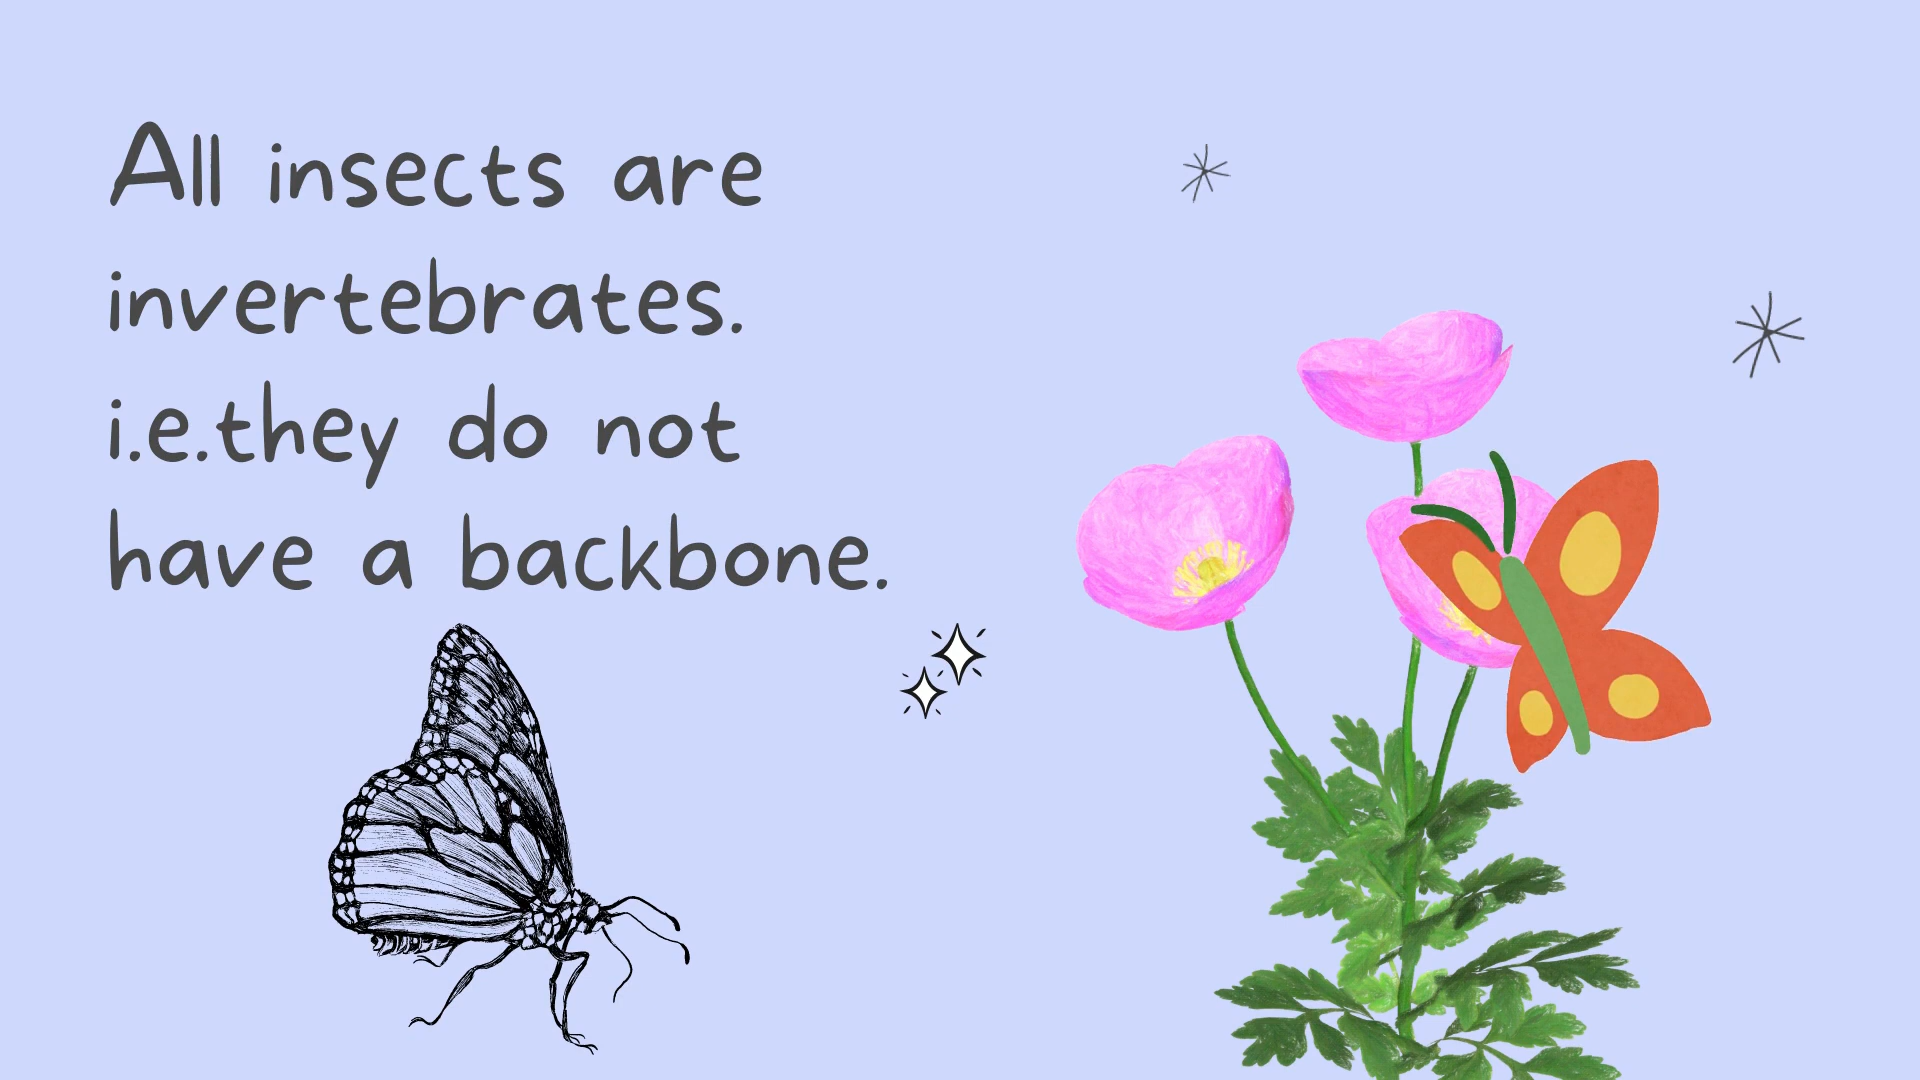 All insects are
invertebrates.
i.e.they do not
have a backbone.